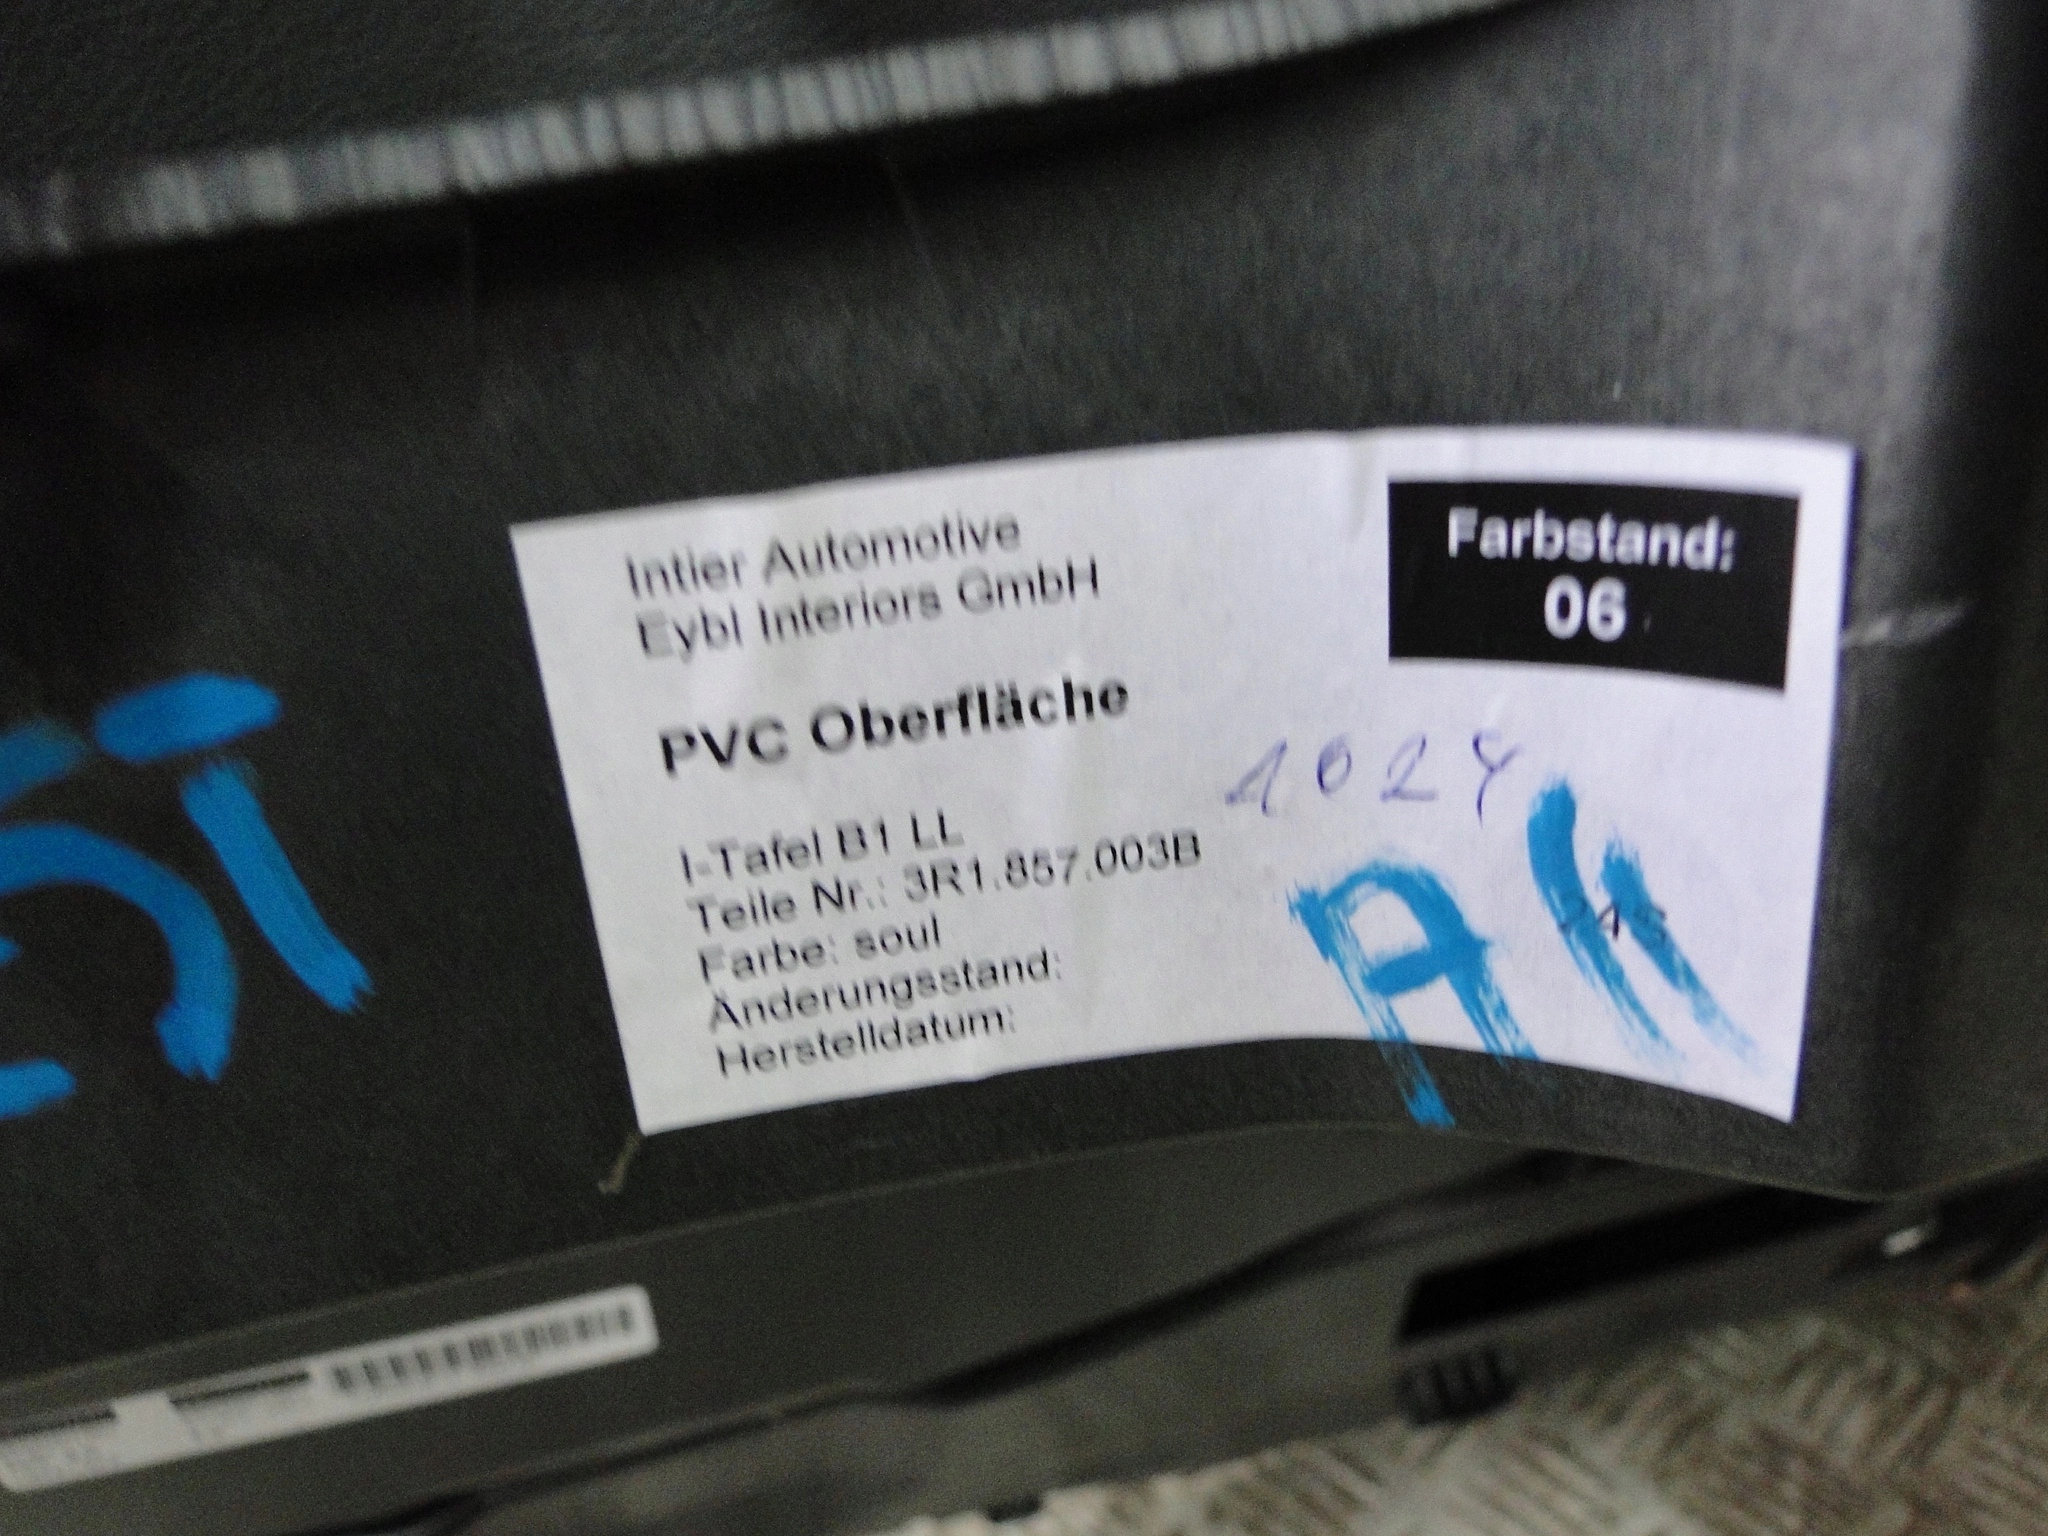 Intier Automotive
Eybl Interiors GmbH
Farbstand:
06
PVC Oberfläche
1024
I-Tafel B1 LL
Teile Nr.: 3R1.857.003B
Farbe: soul
Änderungsstand:
Herstelldatum: